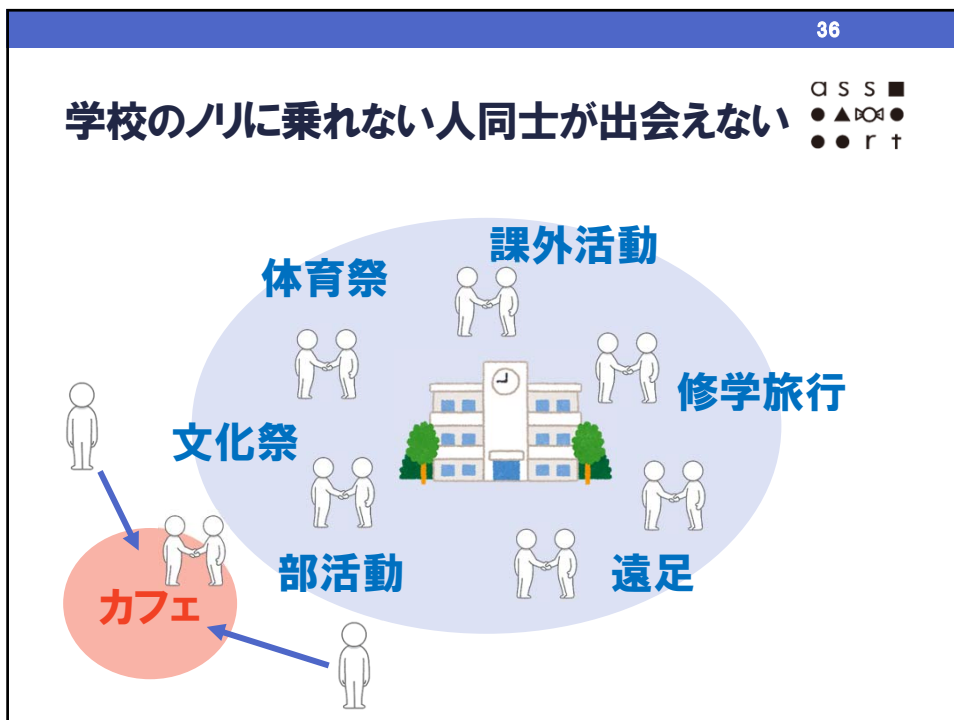 36
学校のノリに乗れない人同士が出会えない
a s s ■
● ▲ ●
● ● r t
課外活動
体育祭
修学旅行
文化祭
部活動
遠足
カフェ